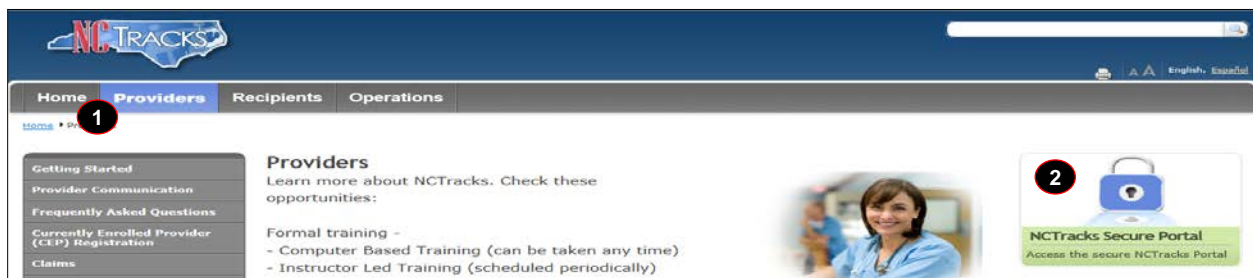 NCTRACKS
A A English, Español
Home Providers Recipients Operations
1
Home
Getting Started
Provider Communication
Frequently Asked Questions
Currently Enrolled Provider
(CEP) Registration
Claims
Providers
Learn more about NCTracks. Check these
opportunities:
Formal training -
- Computer Based Training (can be taken any time)
- Instructor Led Training (scheduled periodically)
2
NCTracks Secure Portal
Access the secure NCTracks Portal